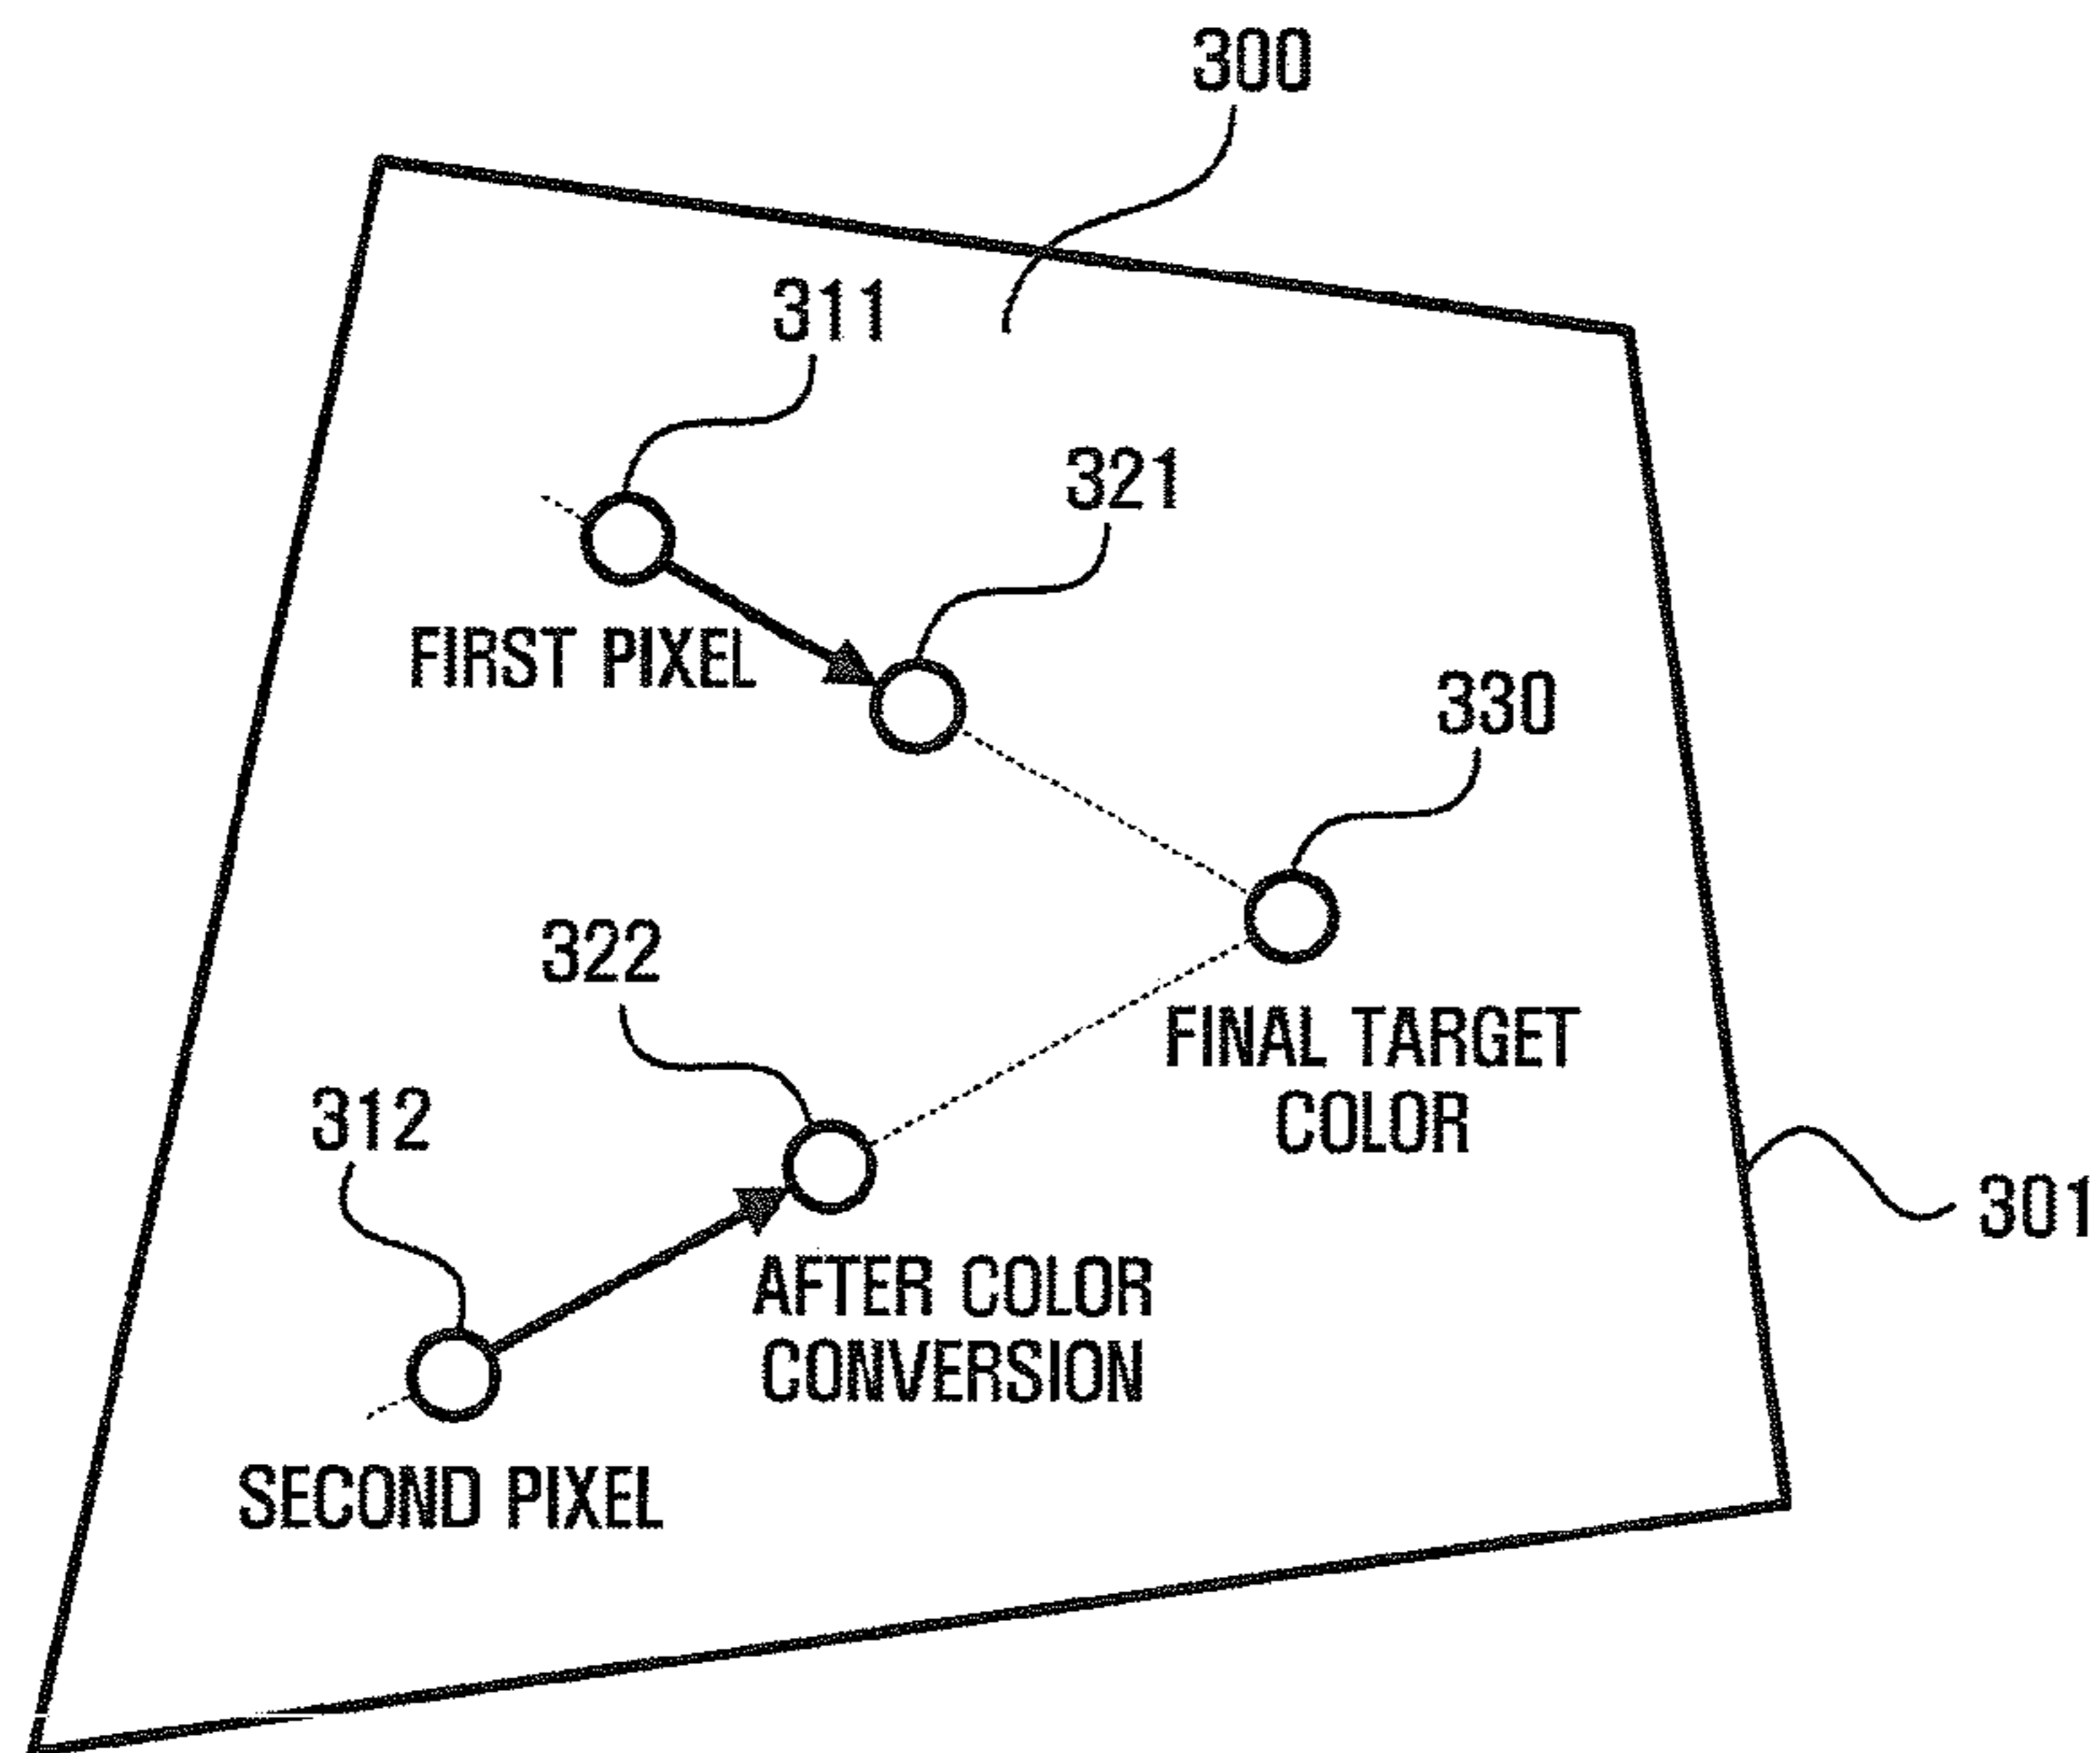 300
311
321
FIRST PIXEL
330
322
FINAL TARGET
COLOR
312
301
AFTER COLOR
CONVERSION
SECOND PIXEL